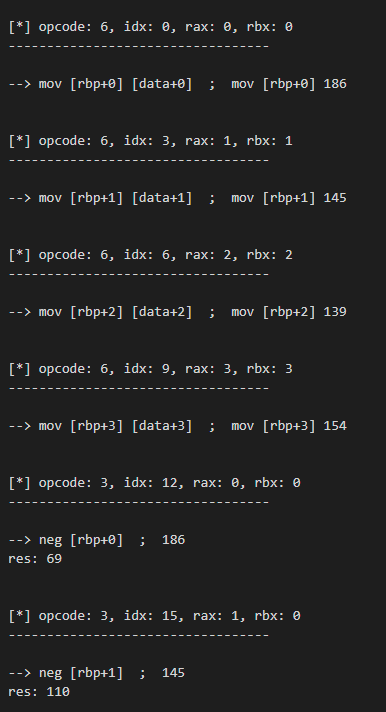 [*] opcode: 6, idx: 0, rax: 0, rbx: 0
----------------------------------
--> mov [rbp+0] [data+0]  ;  mov [rbp+0] 186
[*] opcode: 6, idx: 3, rax: 1, rbx: 1
----------------------------------
--> mov [rbp+1] [data+1]  ;  mov [rbp+1] 145
[*] opcode: 6, idx: 6, rax: 2, rbx: 2
----------------------------------
--> mov [rbp+2] [data+2]  ;  mov [rbp+2] 139
[*] opcode: 6, idx: 9, rax: 3, rbx: 3
----------------------------------
--> mov [rbp+3] [data+3]  ;  mov [rbp+3] 154
[*] opcode: 3, idx: 12, rax: 0, rbx: 0
----------------------------------
--> neg [rbp+0]  ;  186
res: 69
[*] opcode: 3, idx: 15, rax: 1, rbx: 0
----------------------------------
--> neg [rbp+1]  ;  145
res: 110